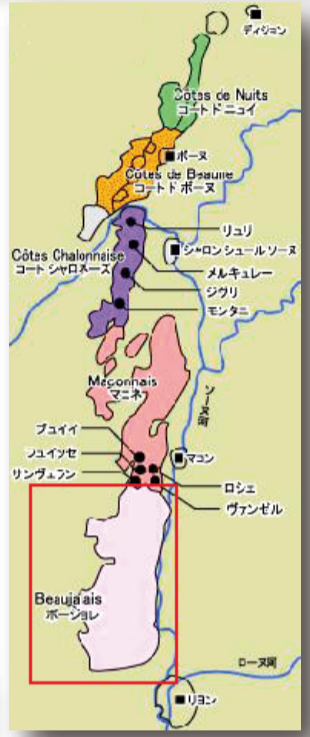 ディジョン
Côtes de Nuits
コート ド ニュイ
ボーヌ
Côtes de Beaune
コート ド ボーヌ
リュリ
シャロン シュール ソーヌ
Côtes Chalonnaise
コート シャロネーズ
メルキュレー
ジヴリ
モンタニ
Maconnais
マコネ
ソーヌ河
プュイイ
フュイッセ
マコン
サンヴェラン
ロシェ
ヴァンゼル
Beaujolais
ボージョレ
ローヌ河
リヨン